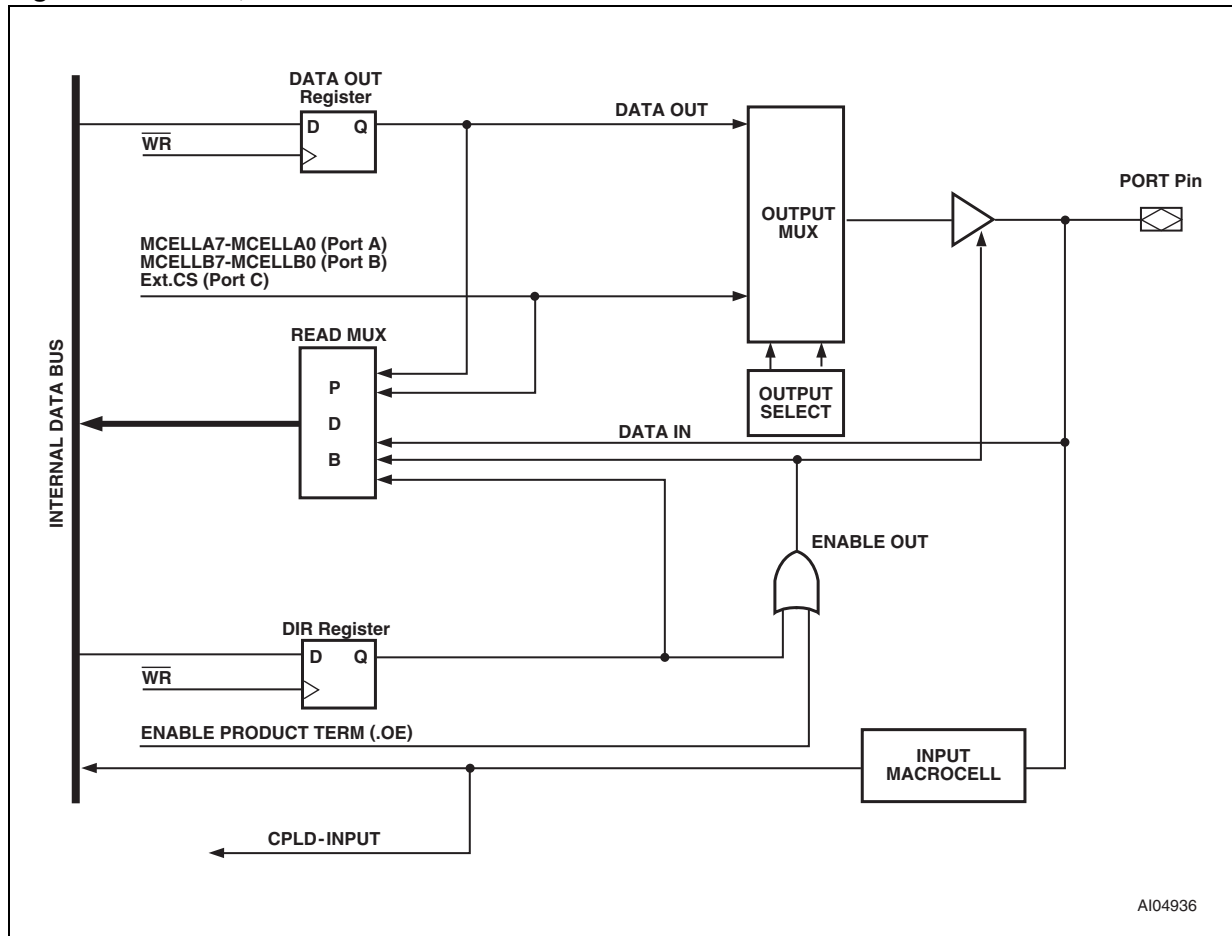 DATA OUT
Register
D Q
WR
DATA OUT
PORT Pin
OUTPUT
MUX
MCELLA7-MCELLA0 (Port A)
MCELLB7-MCELLB0 (Port B)
Ext.CS (Port C)
READ MUX
P
D
B
OUTPUT
SELECT
DATA IN
INTERNAL DATA BUS
ENABLE OUT
DIR Register
D Q
WR
ENABLE PRODUCT TERM (.OE)
INPUT
MACROCELL
CPLD-INPUT
AI04936